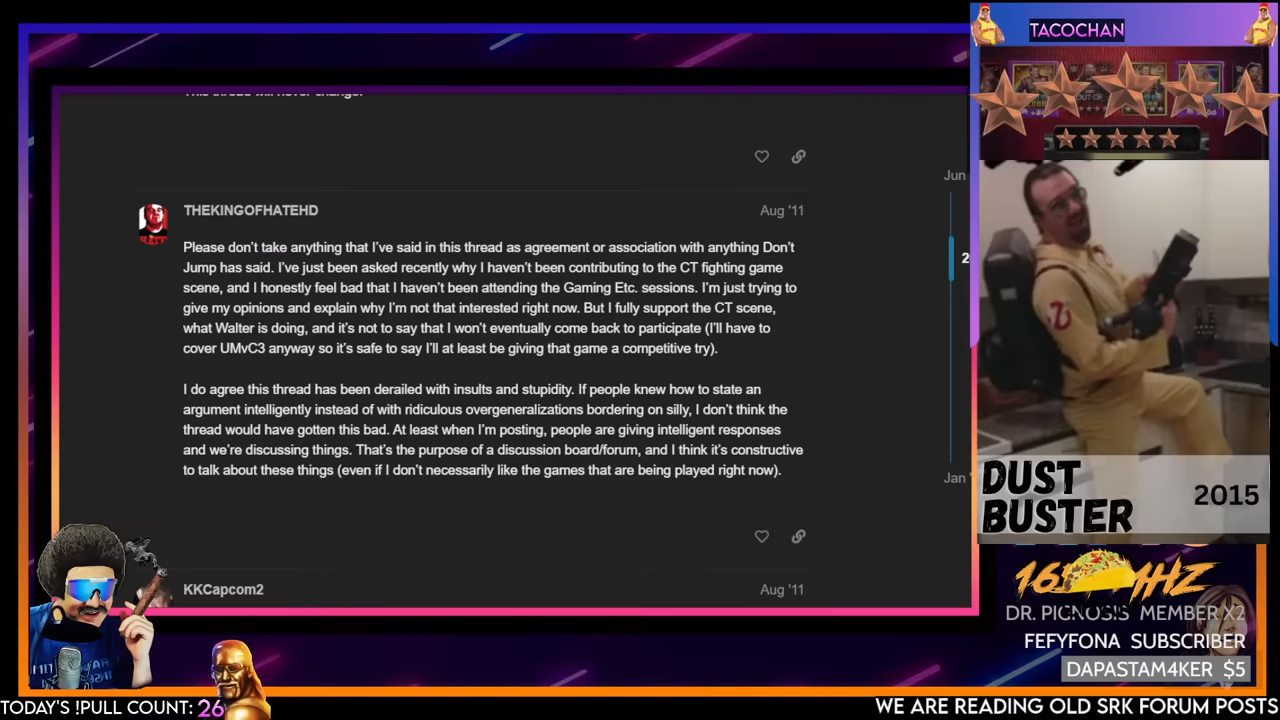 TACOCHAN
This thread will never change.
Jun
THEKINGOFHATEHD
Aug '11
Please don't take anything that I've said in this thread as agreement or association with anything Don't
Jump has said. I've just been asked recently why I haven't been contributing to the CT fighting game
scene, and I honestly feel bad that I haven't been attending the Gaming Etc. sessions. I'm just trying to
give my opinions and explain why I'm not that interested right now. But I fully support the CT scene,
what Walter is doing, and it's not to say that I won't eventually come back to participate (I'll have to
cover UMvC3 anyway so it's safe to say I'll at least be giving that game a competitive try).
2
I do agree this thread has been derailed with insults and stupidity. If people knew how to state an
argument intelligently instead of with ridiculous overgeneralizations bordering on silly, I don't think the
thread would have gotten this bad. At least when I'm posting, people are giving intelligent responses
and we're discussing things. That's the purpose of a discussion board/forum, and I think it's constructive
to talk about these things (even if I don't necessarily like the games that are being played right now).
Jan '
KKCapcom2
Aug '11
DUST
BUSTER
2015
DR. PIGNOSIS MEMBER X2
FEFYFONA SUBSCRIBER
DAPASTAM4KER $5
TODAY'S !PULL COUNT: 26
WE ARE READING OLD SRK FORUM POSTS